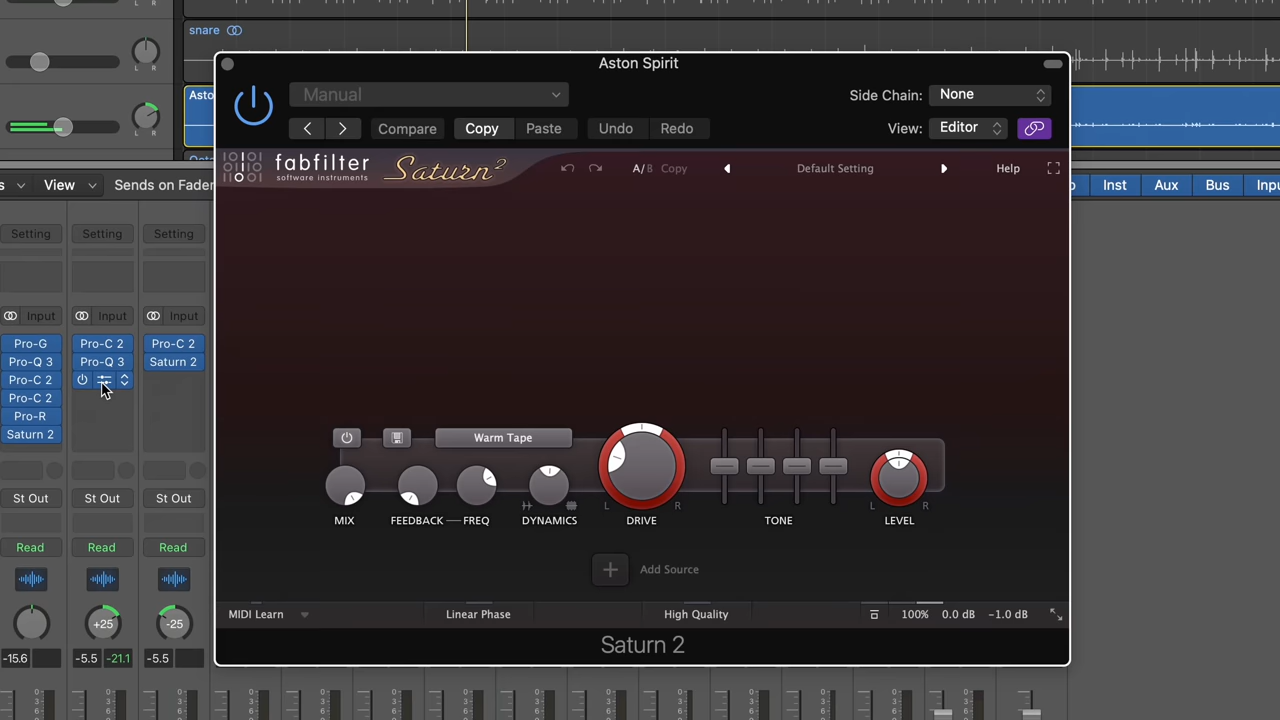 snare
Aston Spirit
Manual
Side Chain: None
Compare Copy Paste Undo Redo
View: Editor
L R
L R
Asto
fabfilter
software instruments
Saturn 2
A/B Copy
Default Setting
Help
View Sends on Fader
Inst Aux Bus Inpu
Setting Setting Setting
Input Input Input
Pro-G Pro-C 2 Pro-C 2
Pro-Q 3 Pro-Q 3 Saturn 2
Pro-C 2
Pro-C 2
Pro-R
Saturn 2
Warm Tape
MIX FEEDBACK FREQ DYNAMICS DRIVE TONE LEVEL
L R L R
St Out St Out St Out
Read Read Read
Add Source
MIDI Learn Linear Phase High Quality 100% 0.0 dB -1.0 dB
+25 -25
Saturn 2
-15.6 -5.5 -21.1 -5.5